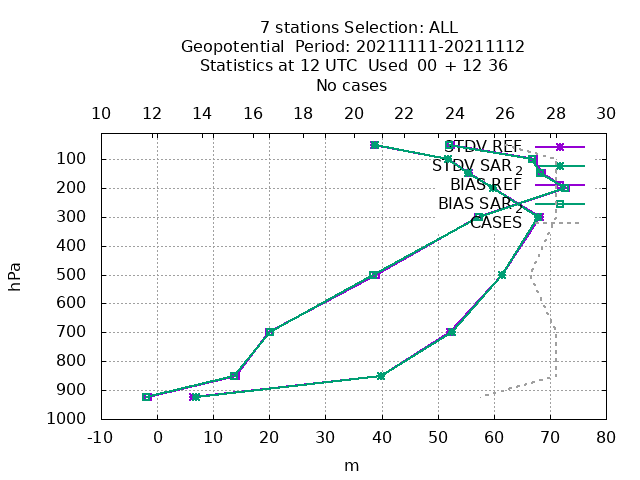 7 stations Selection: ALL
Geopotential  Period: 20211111-20211112
Statistics at 12 UTC  Used  00 + 12 36
No cases
10 12 14 16 18 20 22 24 26 28 30
STDV REF
STDV SAR 2
BIAS REF
BIAS SAR 2
CASES
100
200
300
400
500
600
700
800
900
1000
hPa
-10 0 10 20 30 40 50 60 70 80
m